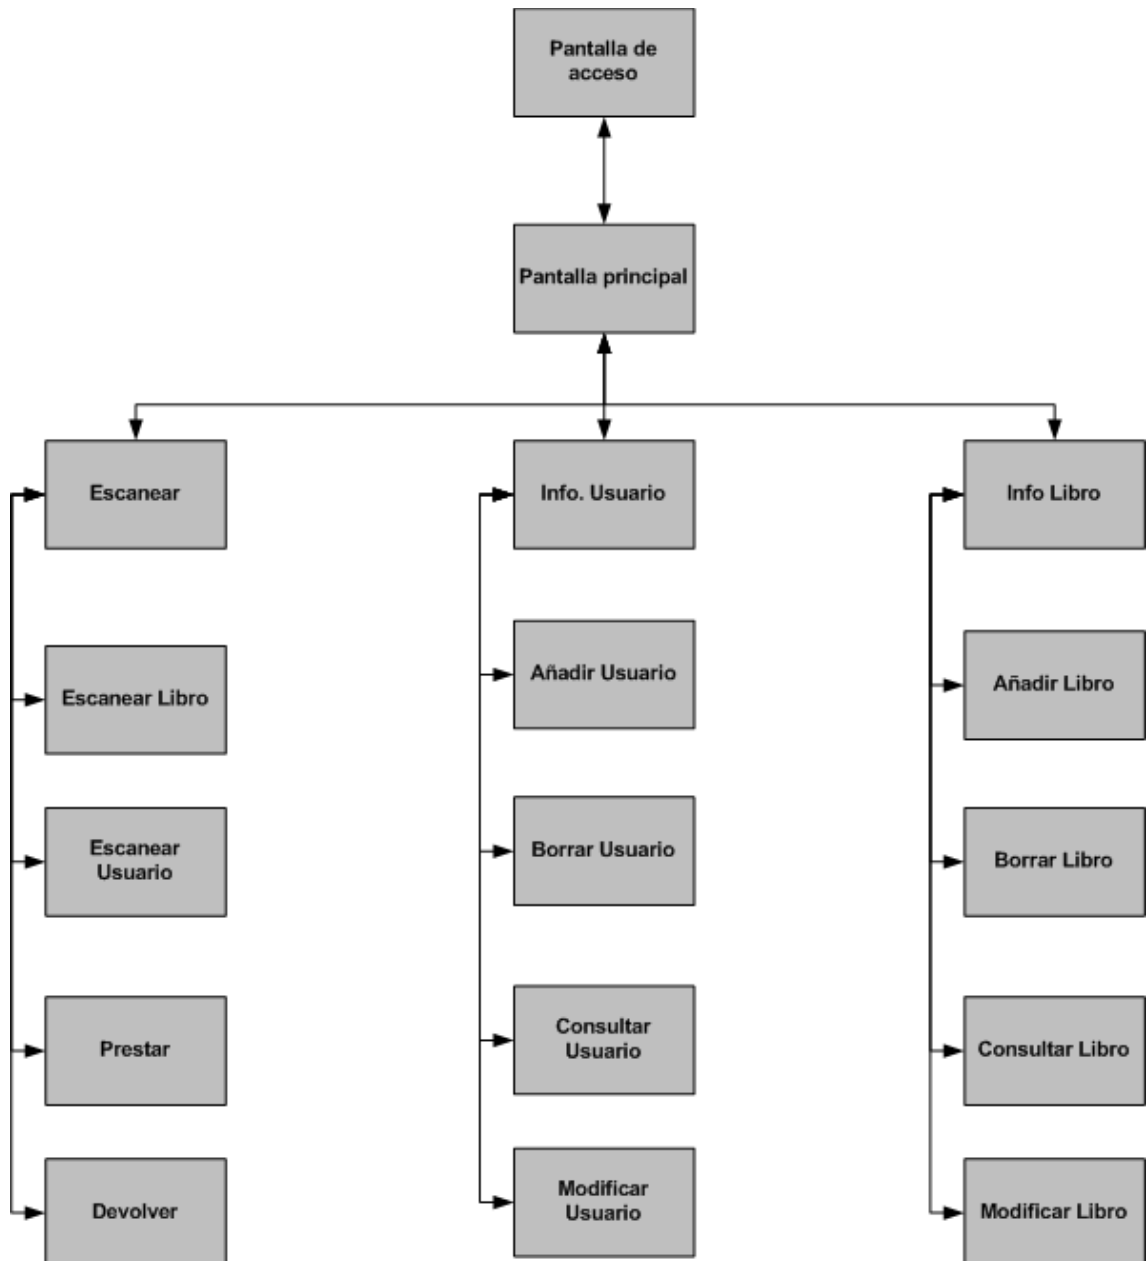 Pantalla de
acceso
Pantalla principal
Escanear
Info. Usuario
Info Libro
Escanear Libro
Añadir Usuario
Añadir Libro
Escanear
Usuario
Borrar Usuario
Borrar Libro
Prestar
Consultar
Usuario
Consultar Libro
Devolver
Modificar
Usuario
Modificar Libro